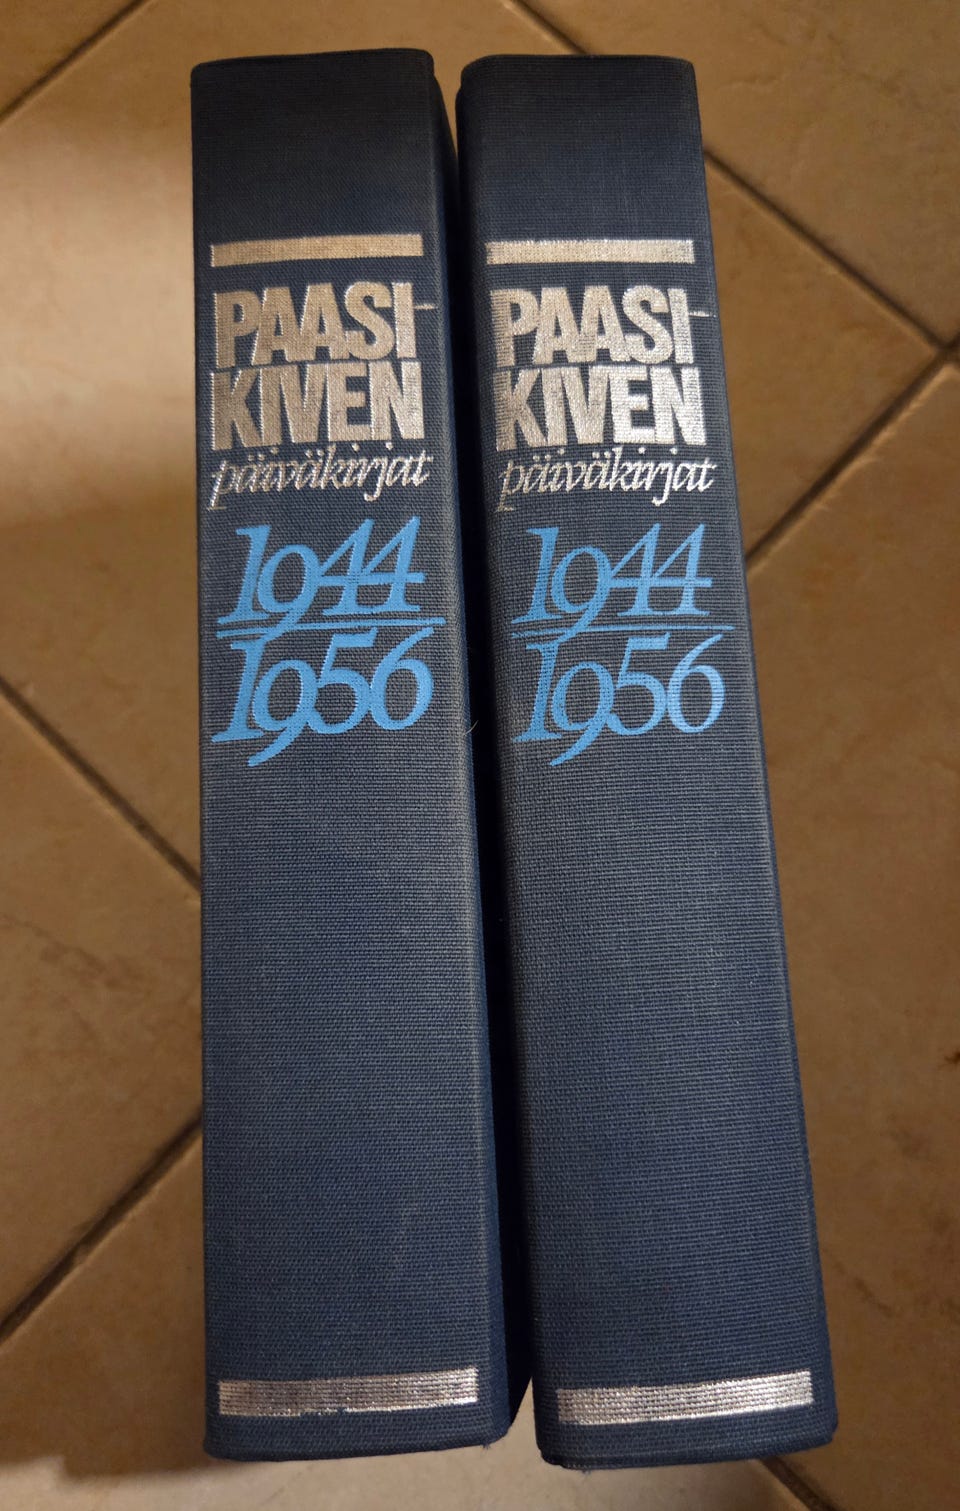 PAASI-
KIVEN
päiväkirjat
1944
1956
PAASI-
KIVEN
päiväkirjat
1944
1956